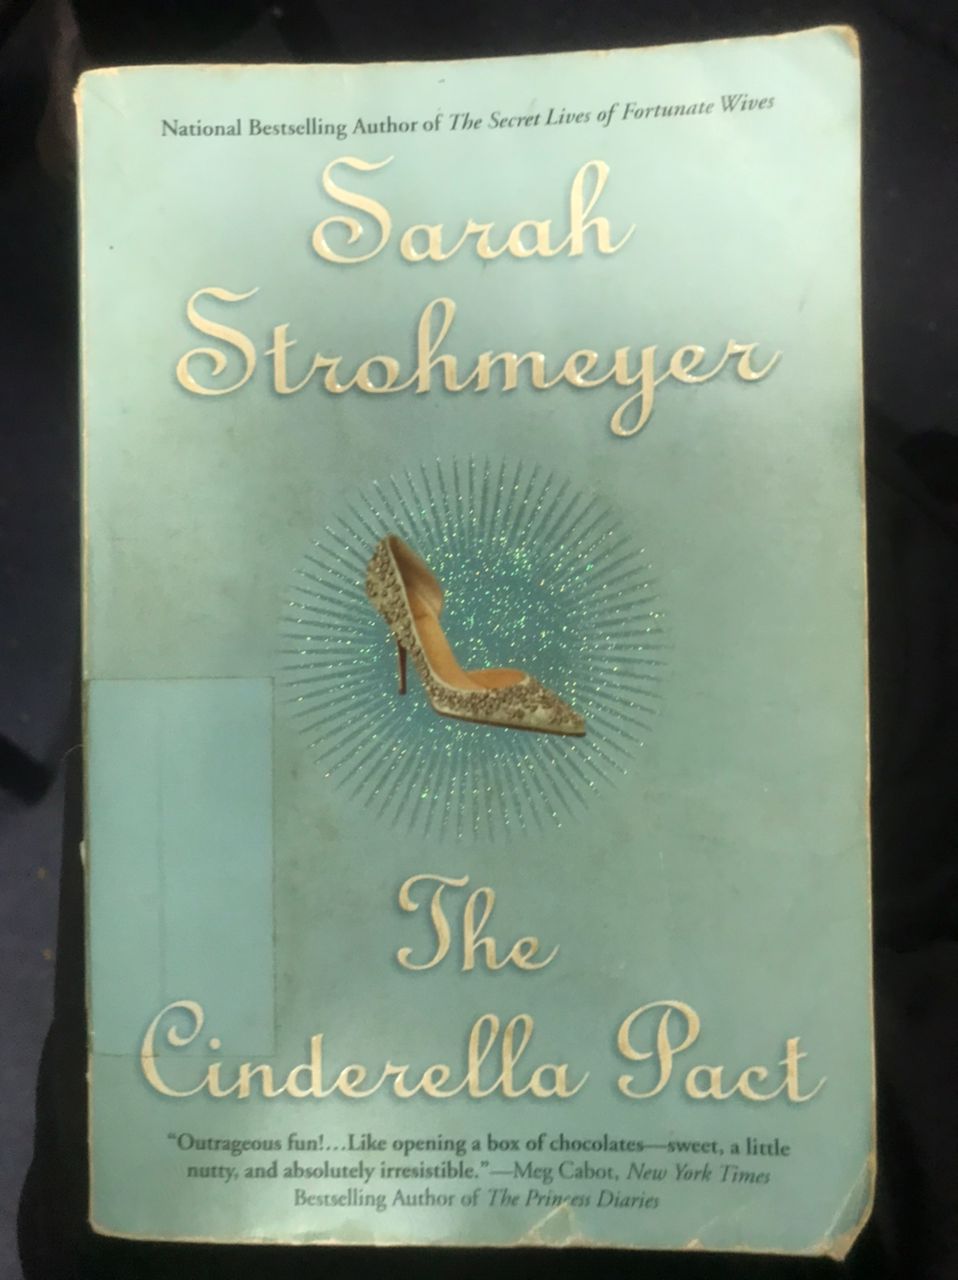 National Bestselling Author of The Secret Lives of Fortunate Wives
Sarah
Strohmeyer
The
Cinderella Pact
“Outrageous fun!...Like opening a box of chocolates—sweet, a little
nutty, and absolutely irresistible.”—Meg Cabot, New York Times
Bestselling Author of The Princess Diaries